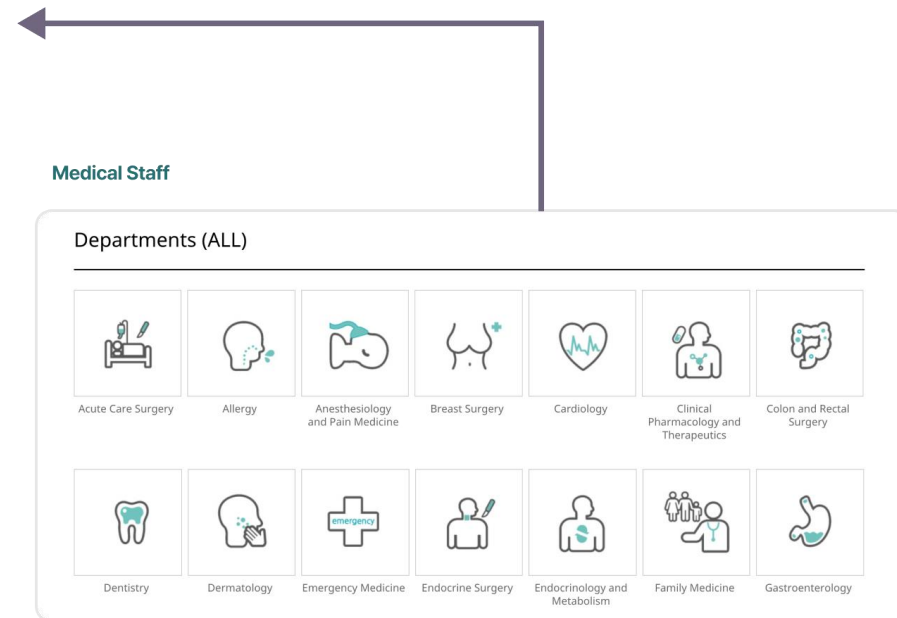 Medical Staff
Departments (ALL)
Acute Care Surgery
Allergy
Anesthesiology
and Pain Medicine
Breast Surgery
Cardiology
Clinical
Pharmacology and
Therapeutics
Colon and Rectal
Surgery
emergency
Dentistry
Dermatology
Emergency Medicine
Endocrine Surgery
Endocrinology and
Metabolism
Family Medicine
Gastroenterology